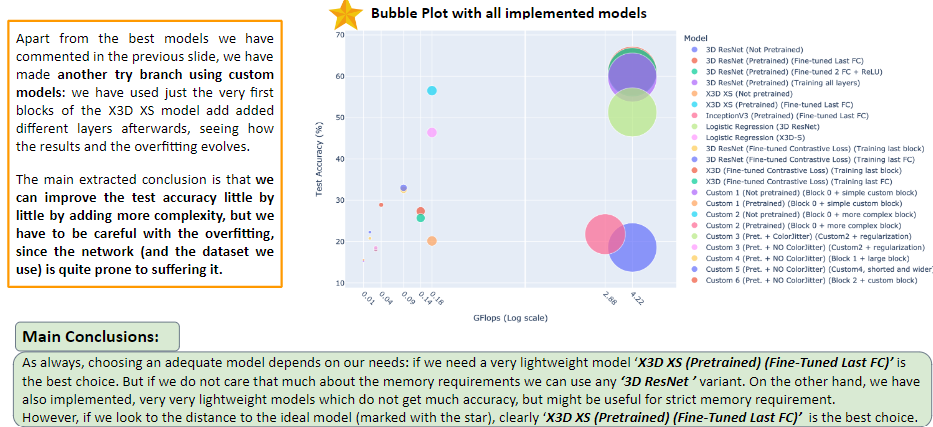 Bubble Plot with all implemented models
Apart from the best models we have
commented in the previous slide, we have
made another try branch using custom
models: we have used just the very first
blocks of the X3D XS model add added
different layers afterwards, seeing how
the results and the overfitting evolves.
The main extracted conclusion is that we
can improve the test accuracy little by
little by adding more complexity, but we
have to be careful with the overfitting,
since the network (and the dataset we
use) is quite prone to suffering it.
70
60
50
40
30
20
10
Test Accuracy (%)
0.01
0.04
0.09
0.14
0.18
2.88
4.22
GFlops (Log scale)
Model
3D ResNet (Not Pretrained)
3D ResNet (Pretrained) (Fine-tuned Last FC)
3D ResNet (Pretrained) (Fine-tuned 2 FC + ReLU)
3D ResNet (Pretrained) (Training all layers)
X3D XS (Not pretrained)
X3D XS (Pretrained) (Fine-tuned Last FC)
InceptionV3 (Pretrained) (Fine-tuned Last FC)
Logistic Regression (3D ResNet)
Logistic Regression (X3D-S)
3D ResNet (Fine-tuned Contrastive Loss) (Training last block)
3D ResNet (Fine-tuned Contrastive Loss) (Training last FC)
X3D (Fine-tuned Contrastive Loss) (Training last block)
X3D (Fine-tuned Contrastive Loss) (Training last FC)
Custom 1 (Not pretrained) (Block 0 + simple custom block)
Custom 1 (Pretrained) (Block 0 + simple custom block)
Custom 2 (Not pretrained) (Block 0 + more complex block)
Custom 2 (Pretrained) (Block 0 + more complex block)
Custom 3 (Pret. + ColorJitter) (Custom2 + regularization)
Custom 3 (Pret. + NO ColorJitter) (Custom2 + regularization)
Custom 4 (Pret. + NO ColorJitter) (Block 1 + large block)
Custom 5 (Pret. + NO ColorJitter) (Custom4, shorted and wider)
Custom 6 (Pret. + NO ColorJitter) (Block 2 + custom block)
Main Conclusions:
As always, choosing an adequate model depends on our needs: if we need a very lightweight model ‘X3D XS (Pretrained) (Fine-Tuned Last FC)’ is
the best choice. But if we do not care that much about the memory requirements we can use any ‘3D ResNet ’ variant. On the other hand, we have
also implemented, very very lightweight models which do not get much accuracy, but might be useful for strict memory requirement.
However, if we look to the distance to the ideal model (marked with the star), clearly ‘X3D XS (Pretrained) (Fine-Tuned Last FC)’ is the best choice.